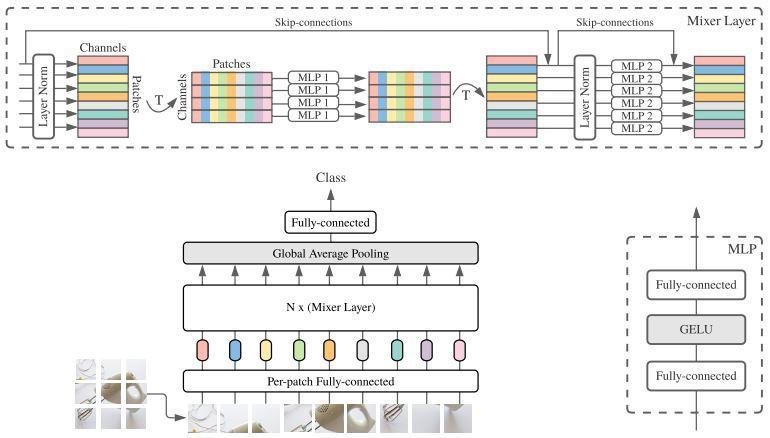 Skip-connections
Skip-connections
Mixer Layer
Channels
Layer Norm
Patches
T
Channels
Patches
MLP 1
MLP 1
MLP 1
MLP 1
T
Layer Norm
MLP 2
MLP 2
MLP 2
MLP 2
MLP 2
MLP 2
Class
Fully-connected
Global Average Pooling
N x (Mixer Layer)
Per-patch Fully-connected
MLP
Fully-connected
GELU
Fully-connected